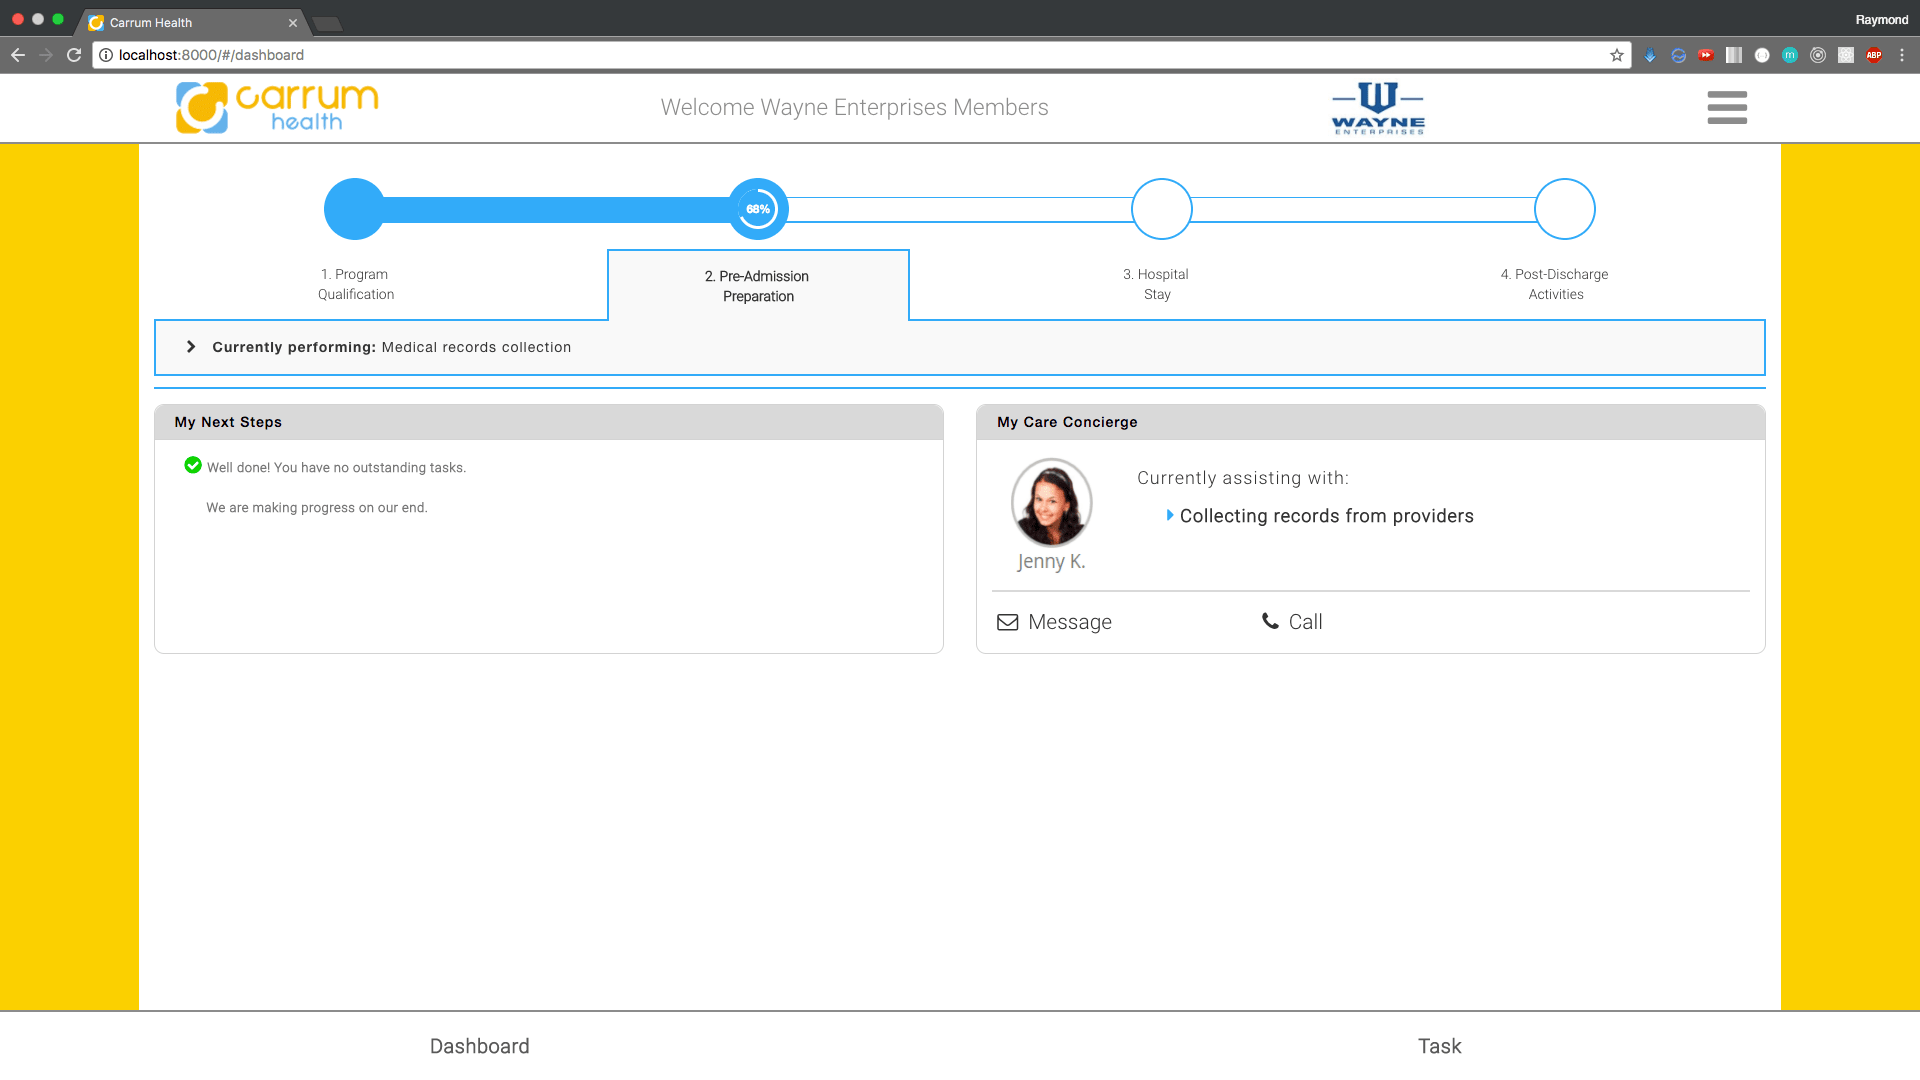 Carrum Health
Raymond
localhost:8000/#/dashboard
ABP
carrum
health
Welcome Wayne Enterprises Members
W
WAYNE
ENTERPRISES
68%
1. Program
Qualification
2. Pre-Admission
Preparation
3. Hospital
Stay
4. Post-Discharge
Activities
Currently performing: Medical records collection
My Next Steps
Well done! You have no outstanding tasks.
We are making progress on our end.
My Care Concierge
Currently assisting with:
Collecting records from providers
Jenny K.
Message
Call
Dashboard
Task